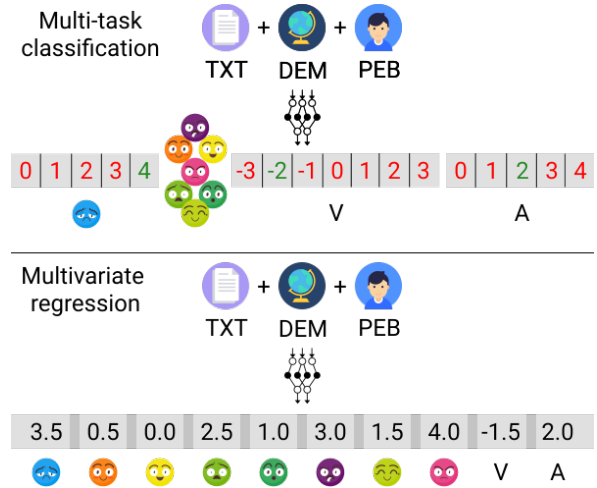 Multi-task
classification
+ +
TXT DEM PEB
0 1 2 3 4 -3 -2 -1 0 1 2 3 0 1 2 3 4
V A
Multivariate
regression
+ +
TXT DEM PEB
3.5 0.5 0.0 2.5 1.0 3.0 1.5 4.0 -1.5 2.0
V A